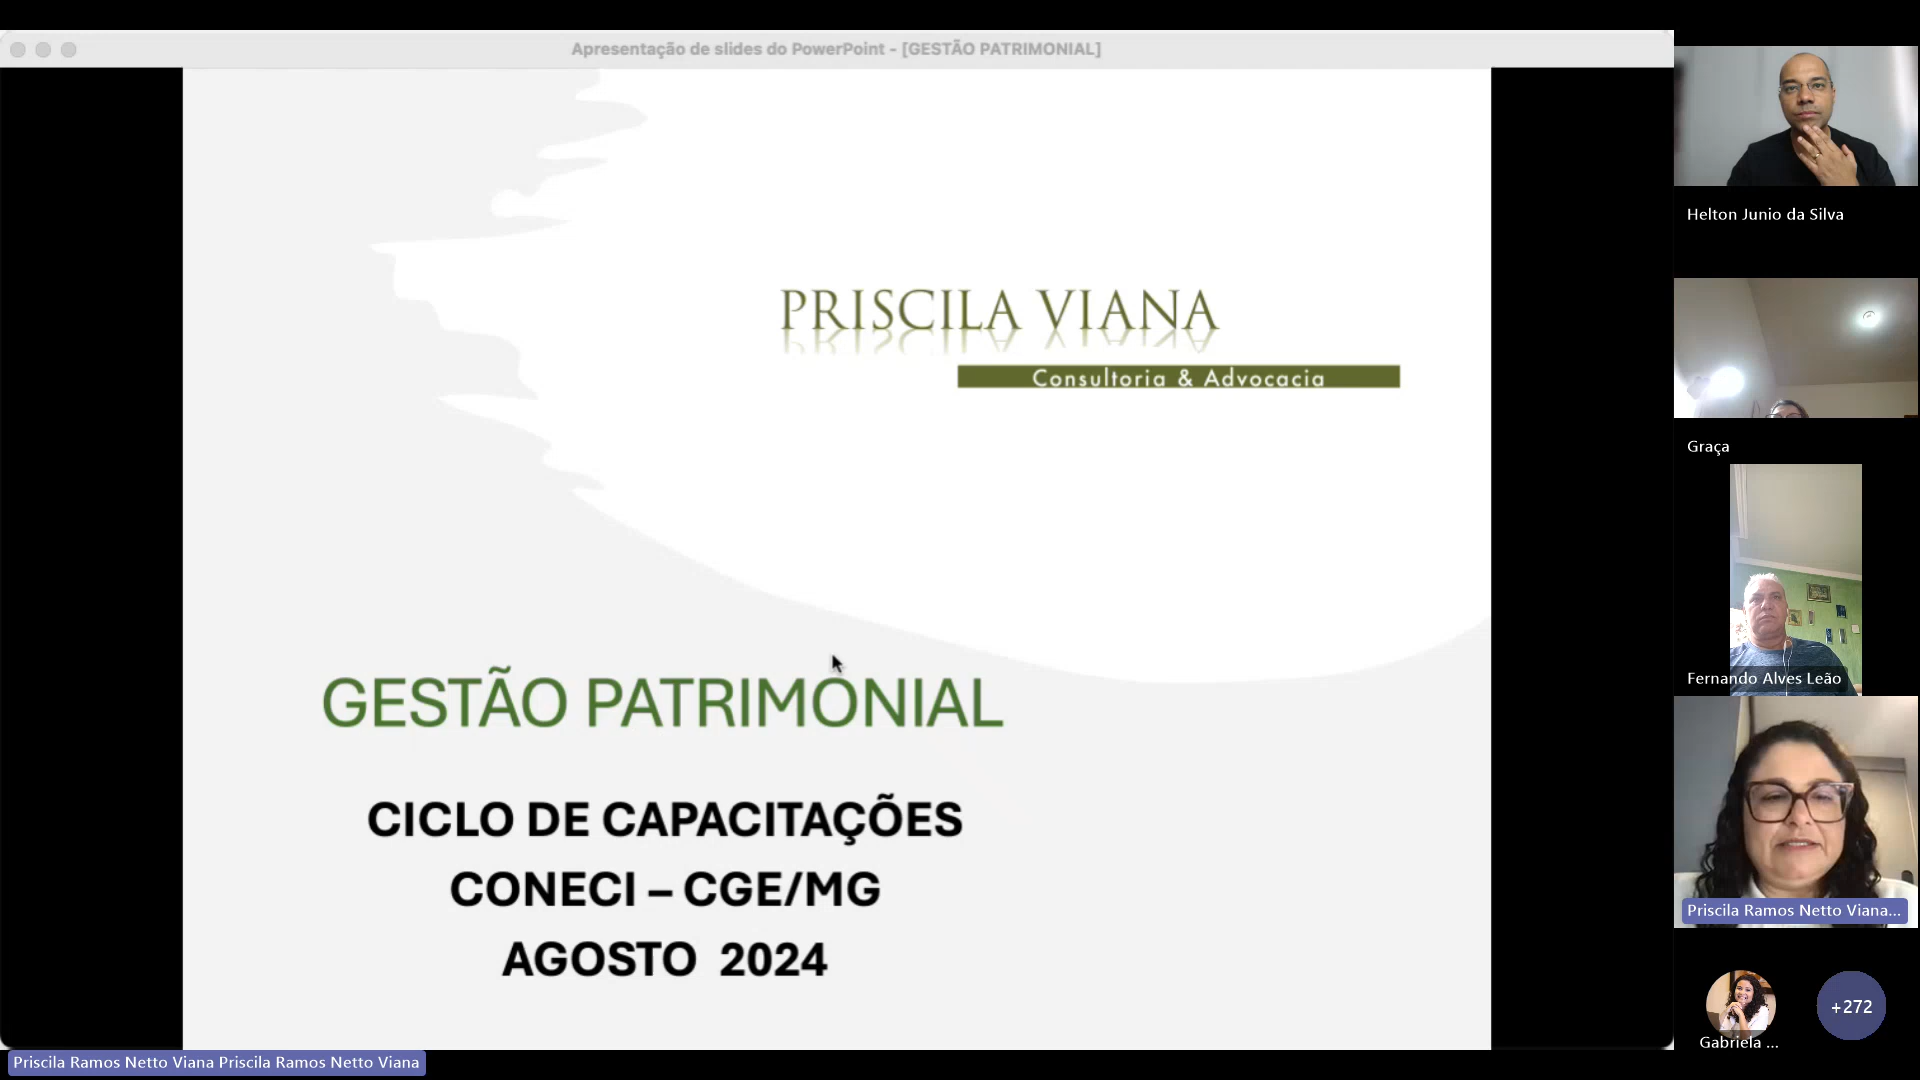 Apresentação de slides do PowerPoint - [GESTÃO PATRIMONIAL]
PRISCILA VIANA
Consultoria & Advocacia
GESTÃO PATRIMONIAL
CICLO DE CAPACITAÇÕES
CONECI – CGE/MG
AGOSTO 2024
Helton Junio da Silva
Graça
Fernando Alves Leão
Priscila Ramos Netto Viana...
Gabriela ...
+272
Priscila Ramos Netto Viana Priscila Ramos Netto Viana